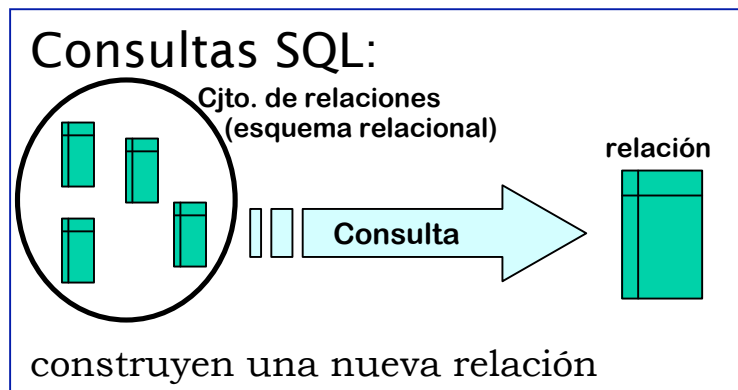 Consultas SQL:
Cjto. de relaciones
(esquema relacional)
relación
Consulta
construyen una nueva relación